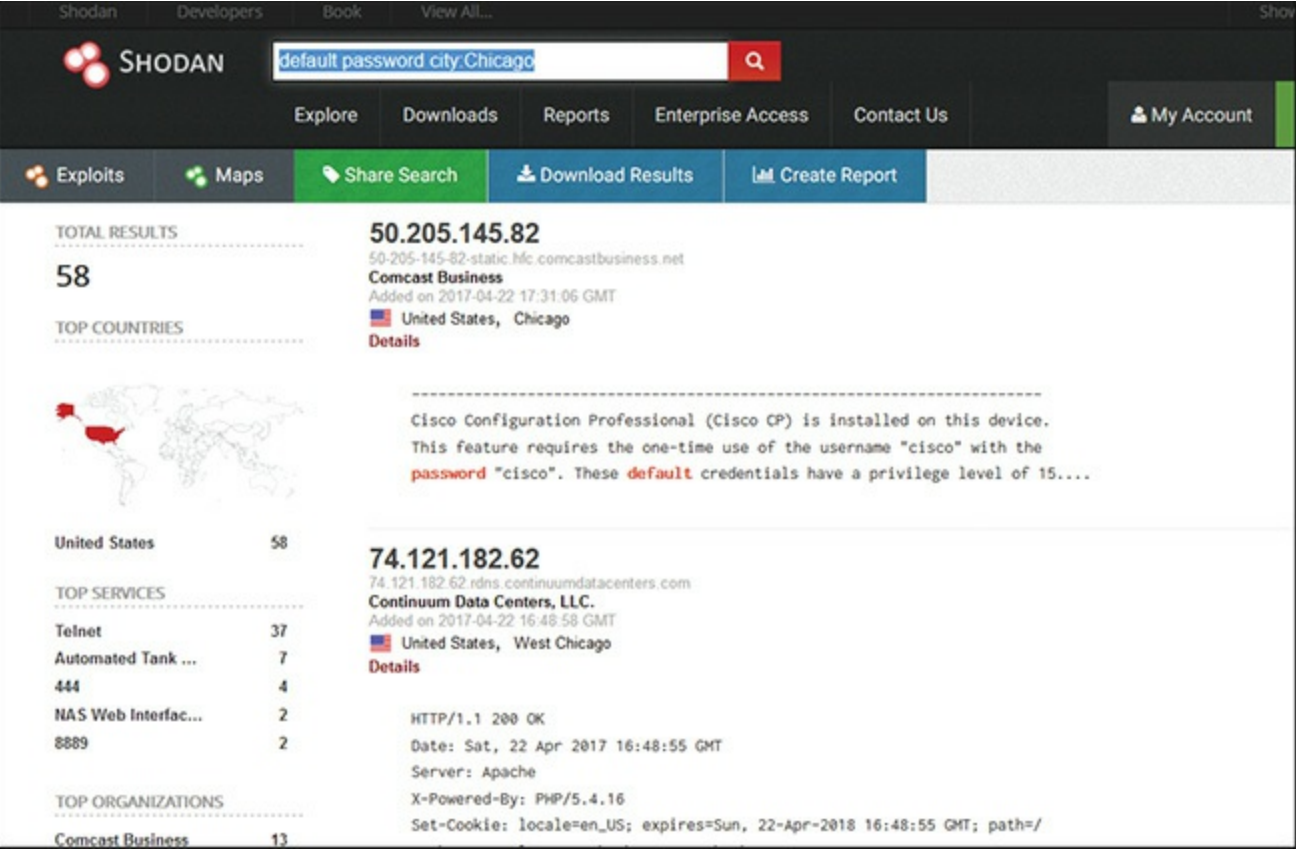 Shodan Developers Book View All...
SHODAN
default password city:Chicago
Explore Downloads Reports Enterprise Access Contact Us My Account
Exploits Maps Share Search Download Results Create Report
TOTAL RESULTS
58
TOP COUNTRIES
United States 58
TOP SERVICES
Telnet 37
Automated Tank ... 7
444 4
NAS Web Interfac... 2
8889 2
TOP ORGANIZATIONS
Comcast Business 13
50.205.145.82
50-205-145-82-static.hfc.comcastbusiness.net
Comcast Business
Added on 2017-04-22 17:31:06 GMT
United States, Chicago
Details
--------------------------------------------------------------------------
Cisco Configuration Professional (Cisco CP) is installed on this device.
This feature requires the one-time use of the username "cisco" with the
password "cisco". These default credentials have a privilege level of 15....
74.121.182.62
74.121.182.62.rdns.continuumdatacenters.com
Continuum Data Centers, LLC.
Added on 2017-04-22 16:48:58 GMT
United States, West Chicago
Details
HTTP/1.1 200 OK
Date: Sat, 22 Apr 2017 16:48:55 GMT
Server: Apache
X-Powered-By: PHP/5.4.16
Set-Cookie: locale=en_US; expires=Sun, 22-Apr-2018 16:48:55 GMT; path=/